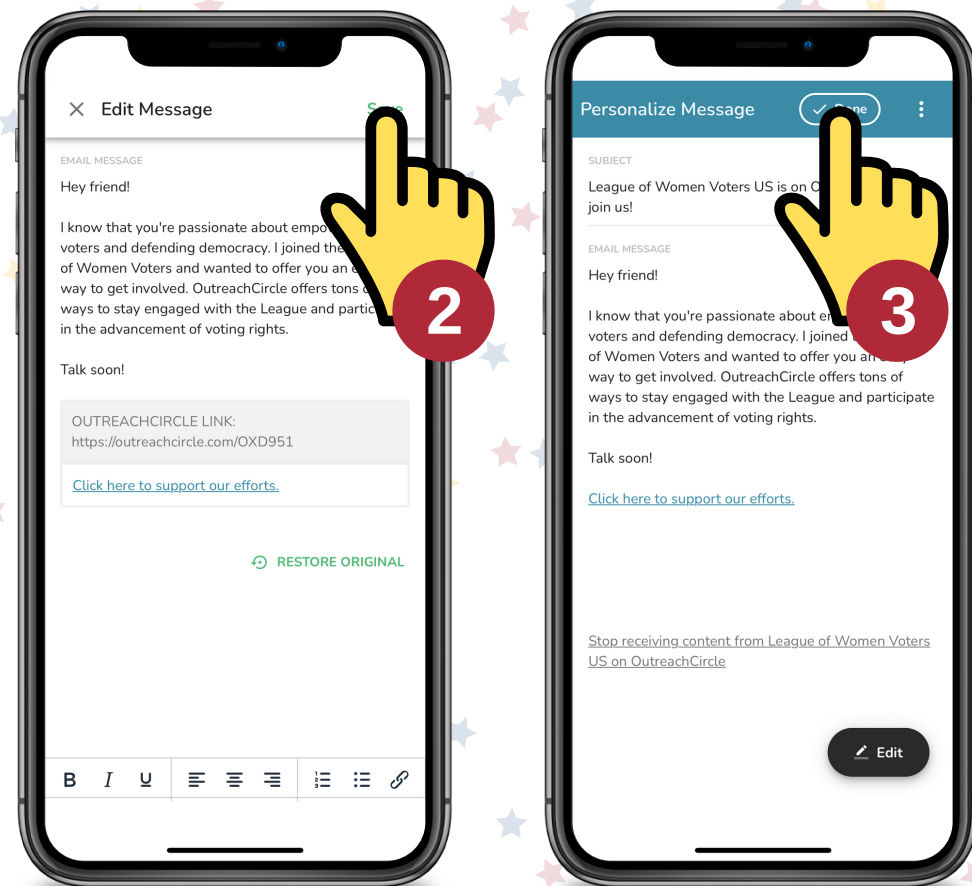 Edit Message
EMAIL MESSAGE
Hey friend!
I know that you're passionate about
voters and defending democracy. I joined the
of Women Voters and wanted to offer you an
way to get involved. OutreachCircle offers tons
ways to stay engaged with the League and
in the advancement of voting rights.
Talk soon!
OUTREACHCIRCLE LINK:
https://outreachcircle.com/OXD951
Click here to support our efforts.
RESTORE ORIGINAL
B I U
2
Personalize Message
Done
SUBJECT
League of Women Voters US is on
join us!
EMAIL MESSAGE
Hey friend!
I know that you're passionate about
voters and defending democracy. I joined
of Women Voters and wanted to offer you an
way to get involved. OutreachCircle offers tons of
ways to stay engaged with the League and participate
in the advancement of voting rights.
Talk soon!
Click here to support our efforts.
Stop receiving content from League of Women Voters
US on OutreachCircle
Edit
3